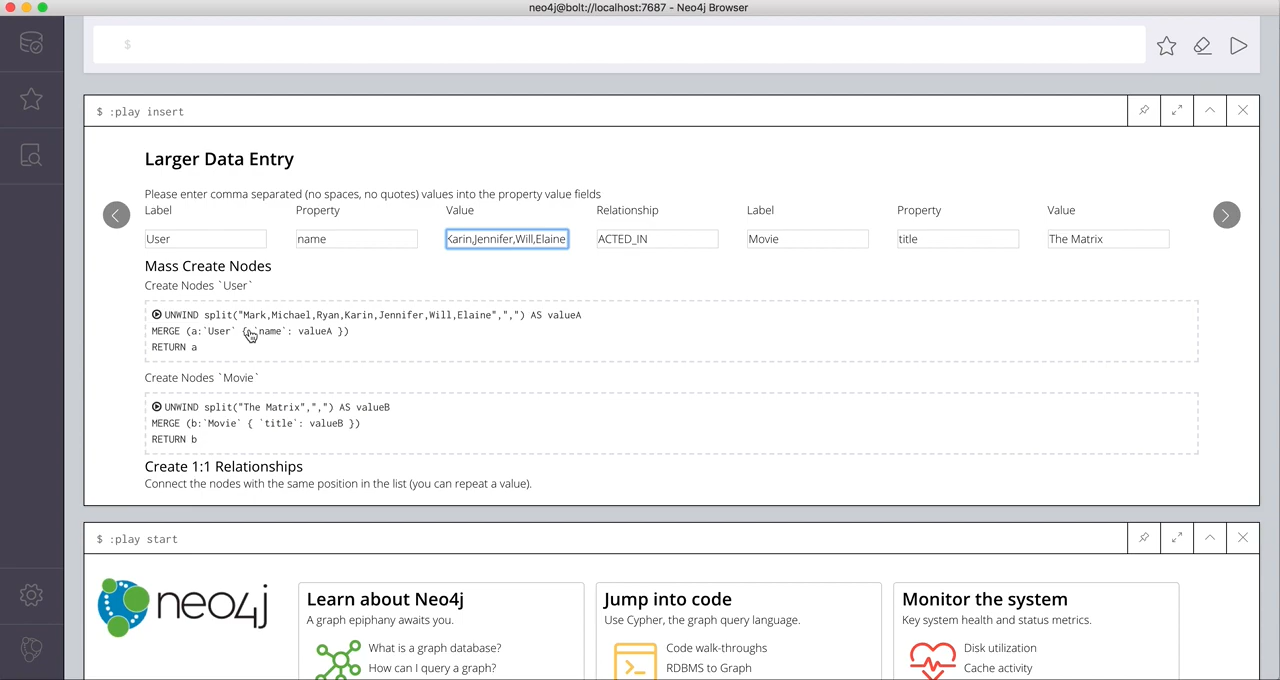 neo4j@bolt://localhost:7687 - Neo4j Browser
$
$ :play insert
Larger Data Entry
Please enter comma separated (no spaces, no quotes) values into the property value fields
Label Property Value Relationship Label Property Value
User name Karin,Jennifer,Will,Elaine ACTED_IN Movie title The Matrix
Mass Create Nodes
Create Nodes `User`
UNWIND split("Mark,Michael,Ryan,Karin,Jennifer,Will,Elaine",",") AS valueA
MERGE (a:`User` { `name`: valueA })
RETURN a
Create Nodes `Movie`
UNWIND split("The Matrix",",") AS valueB
MERGE (b:`Movie` { `title`: valueB })
RETURN b
Create 1:1 Relationships
Connect the nodes with the same position in the list (you can repeat a value).
$ :play start
neo4j
Learn about Neo4j
A graph epiphany awaits you.
What is a graph database?
How can I query a graph?
Jump into code
Use Cypher, the graph query language.
Code walk-throughs
RDBMS to Graph
Monitor the system
Key system health and status metrics.
Disk utilization
Cache activity